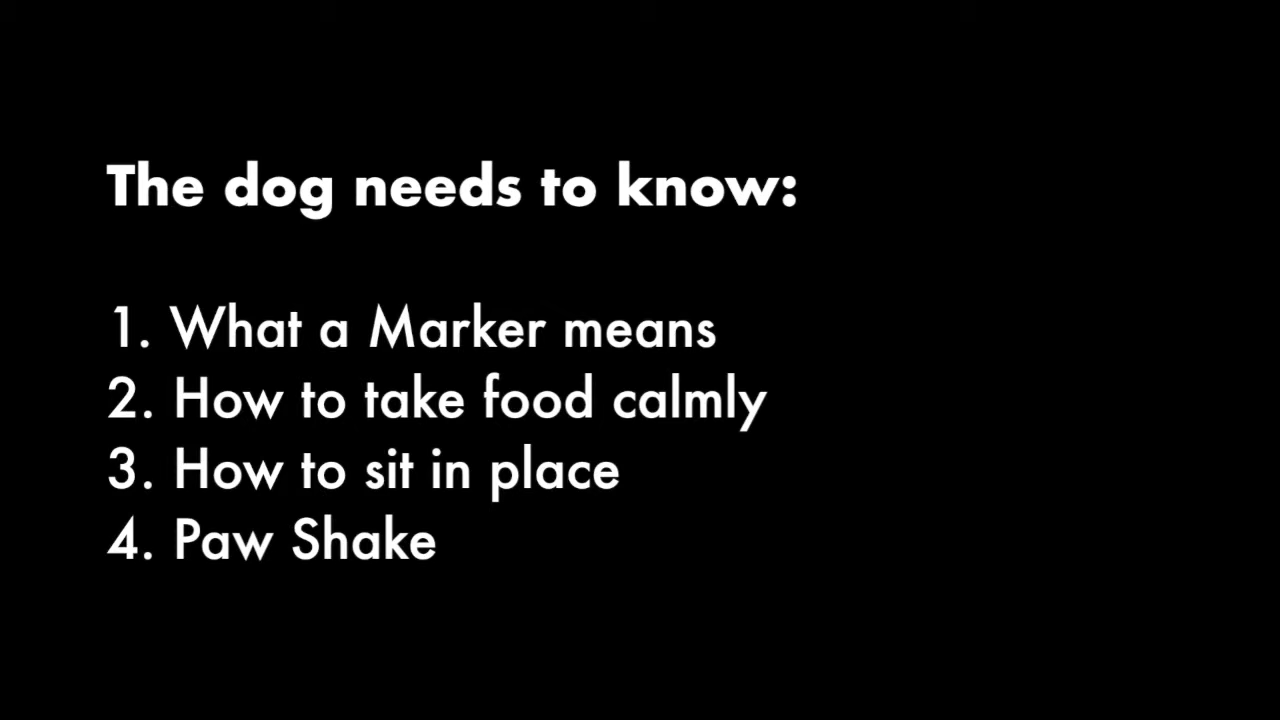 The dog needs to know:
1. What a Marker means
2. How to take food calmly
3. How to sit in place
4. Paw Shake